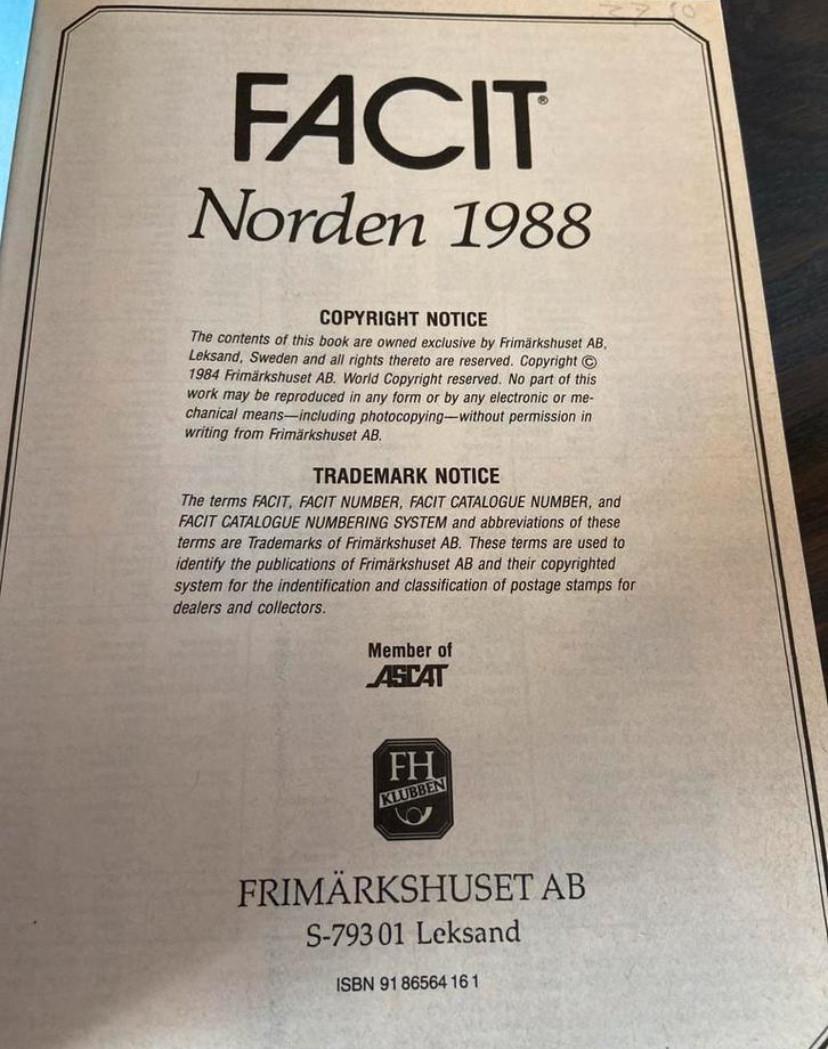 FACIT®
Norden 1988
COPYRIGHT NOTICE
The contents of this book are owned exclusive by Frimärkshuset AB,
Leksand, Sweden and all rights thereto are reserved. Copyright ©
1984 Frimärkshuset AB. World Copyright reserved. No part of this
work may be reproduced in any form or by any electronic or me-
chanical means—including photocopying—without permission in
writing from Frimärkshuset AB.
TRADEMARK NOTICE
The terms FACIT, FACIT NUMBER, FACIT CATALOGUE NUMBER, and
FACIT CATALOGUE NUMBERING SYSTEM and abbreviations of these
terms are Trademarks of Frimärkshuset AB. These terms are used to
identify the publications of Frimärkshuset AB and their copyrighted
system for the indentification and classification of postage stamps for
dealers and collectors.
Member of
ASCAT
FH
KLUBBEN
FRIMÄRKSHUSET AB
S-793 01 Leksand
ISBN 91 86564 16 1